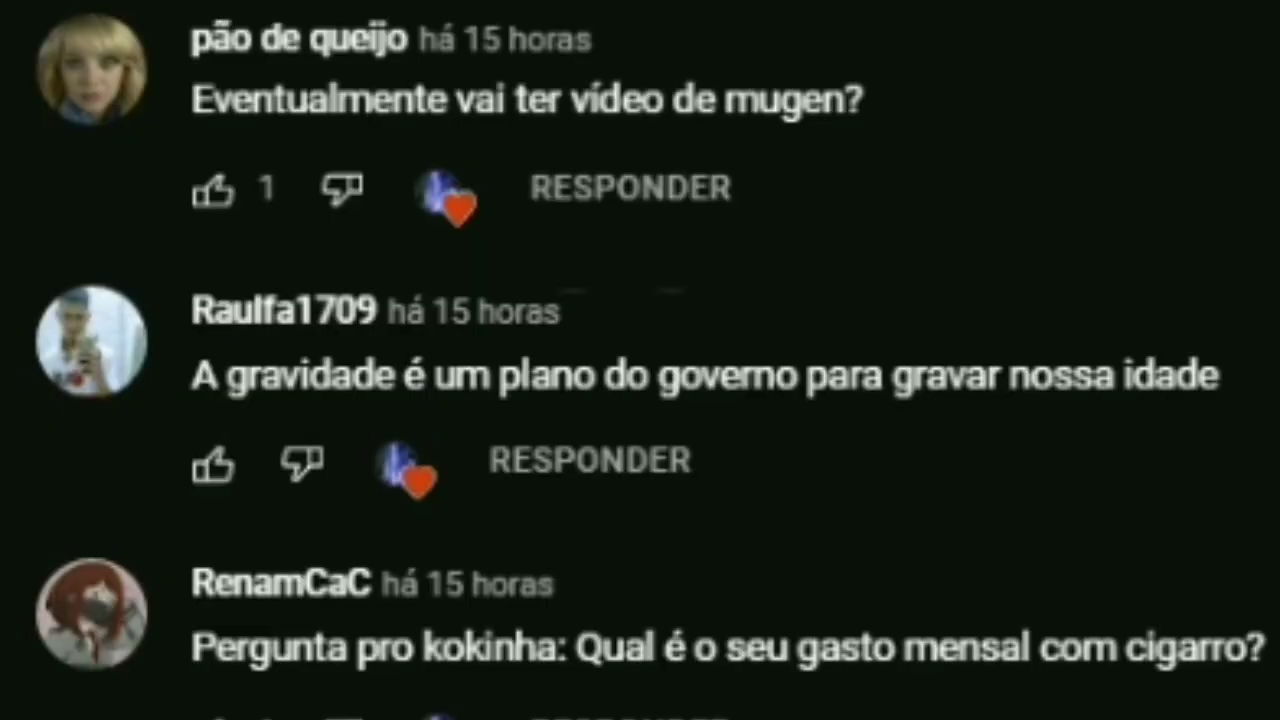 pão de queijo há 15 horas
Eventualmente vai ter vídeo de mugen?
1 RESPONDER
Raulfa1709 há 15 horas
A gravidade é um plano do governo para gravar nossa idade
RESPONDER
RenamCaC há 15 horas
Pergunta pro kokinha: Qual é o seu gasto mensal com cigarro?